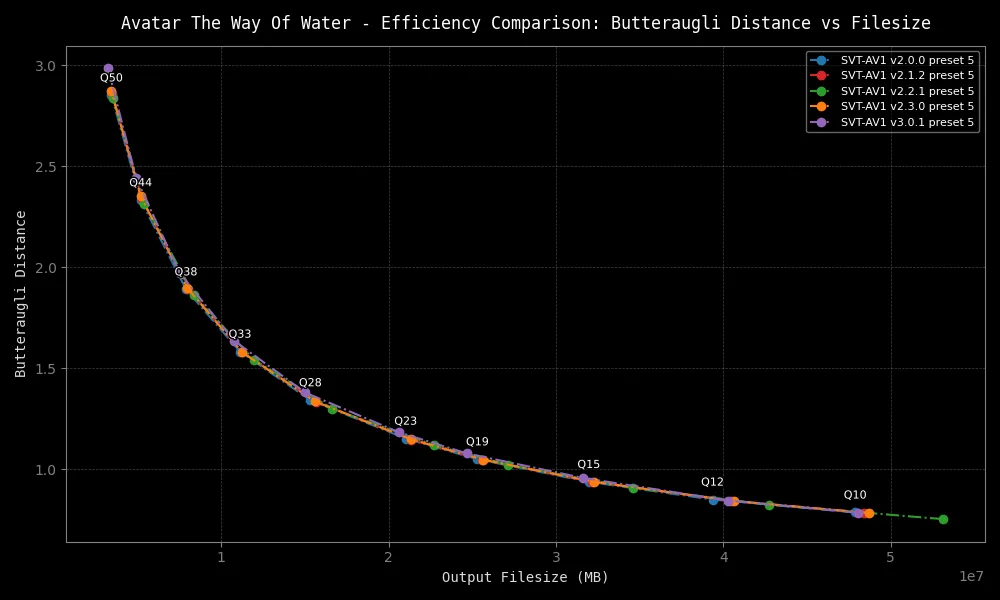 Avatar The Way Of Water - Efficiency Comparison: Butteraugli Distance vs Filesize
SVT-AV1 v2.0.0 preset 5
SVT-AV1 v2.1.2 preset 5
SVT-AV1 v2.2.1 preset 5
SVT-AV1 v2.3.0 preset 5
SVT-AV1 v3.0.1 preset 5
Butteraugli Distance
3.0
2.5
2.0
1.5
1.0
Q50
Q44
Q38
Q33
Q28
Q23
Q19
Q15
Q12
Q10
1
2
3
4
5
1e7
Output Filesize (MB)